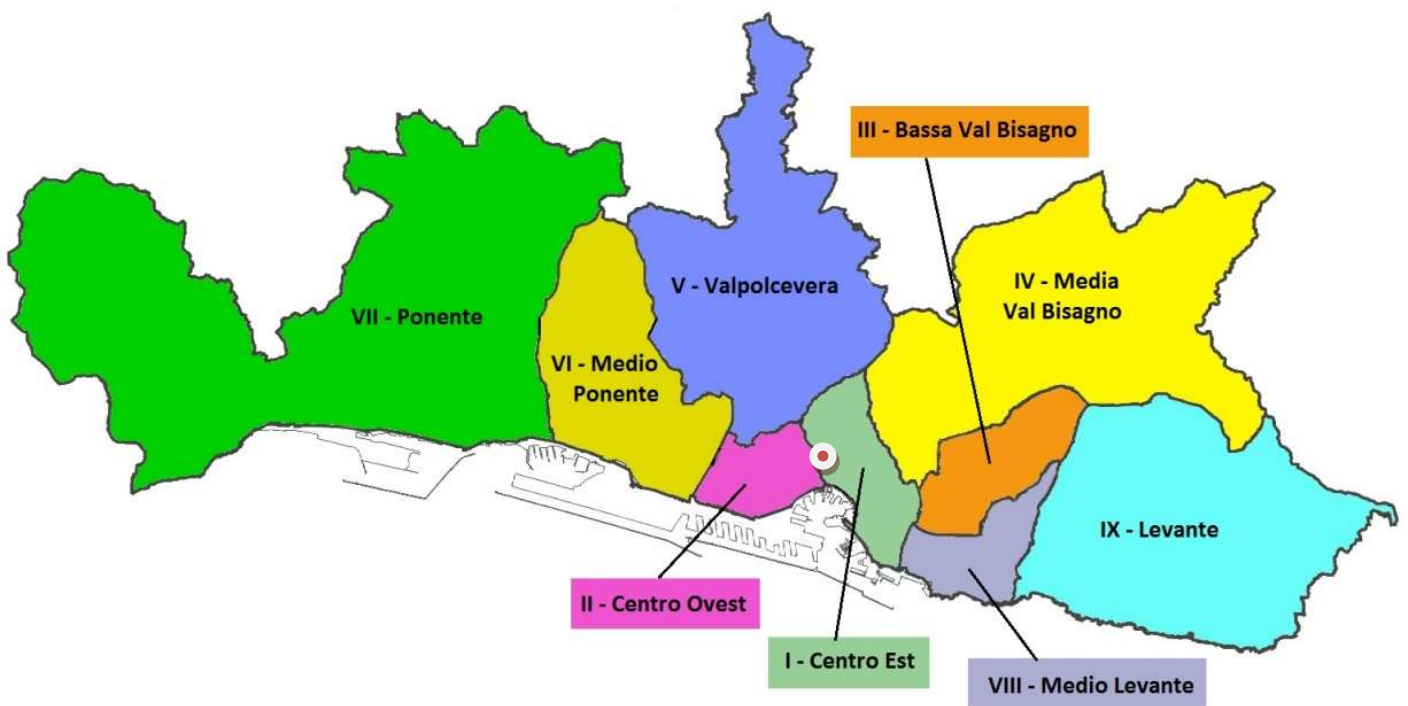 III - Bassa Val Bisagno
IV - Media
Val Bisagno
V - Valpolcevera
VII - Ponente
VI - Medio
Ponente
IX - Levante
II - Centro Ovest
I - Centro Est
VIII - Medio Levante